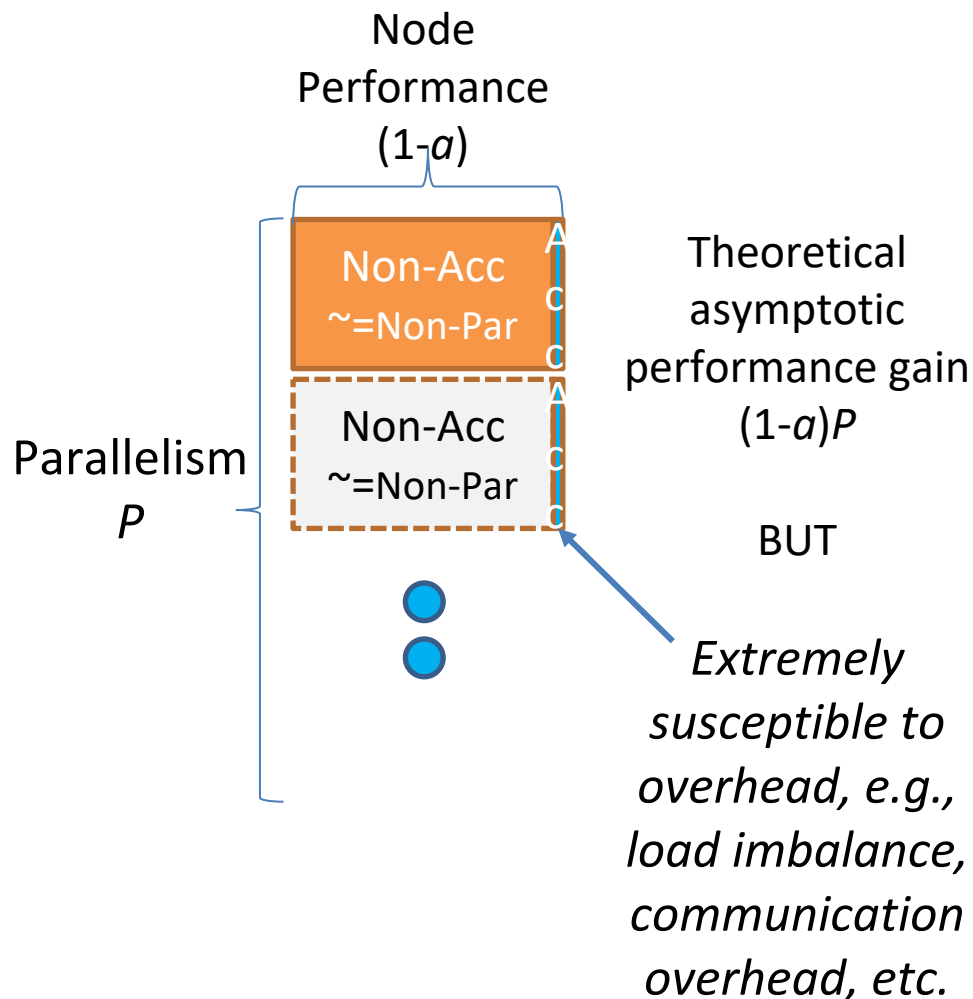 Node
Performance
(1-a)
Non-Acc
~=Non-Par
A
C
C
Non-Acc
~=Non-Par
A
C
C
Parallelism
P
Theoretical
asymptotic
performance gain
(1-a)P
BUT
Extremely
susceptible to
overhead, e.g.,
load imbalance,
communication
overhead, etc.